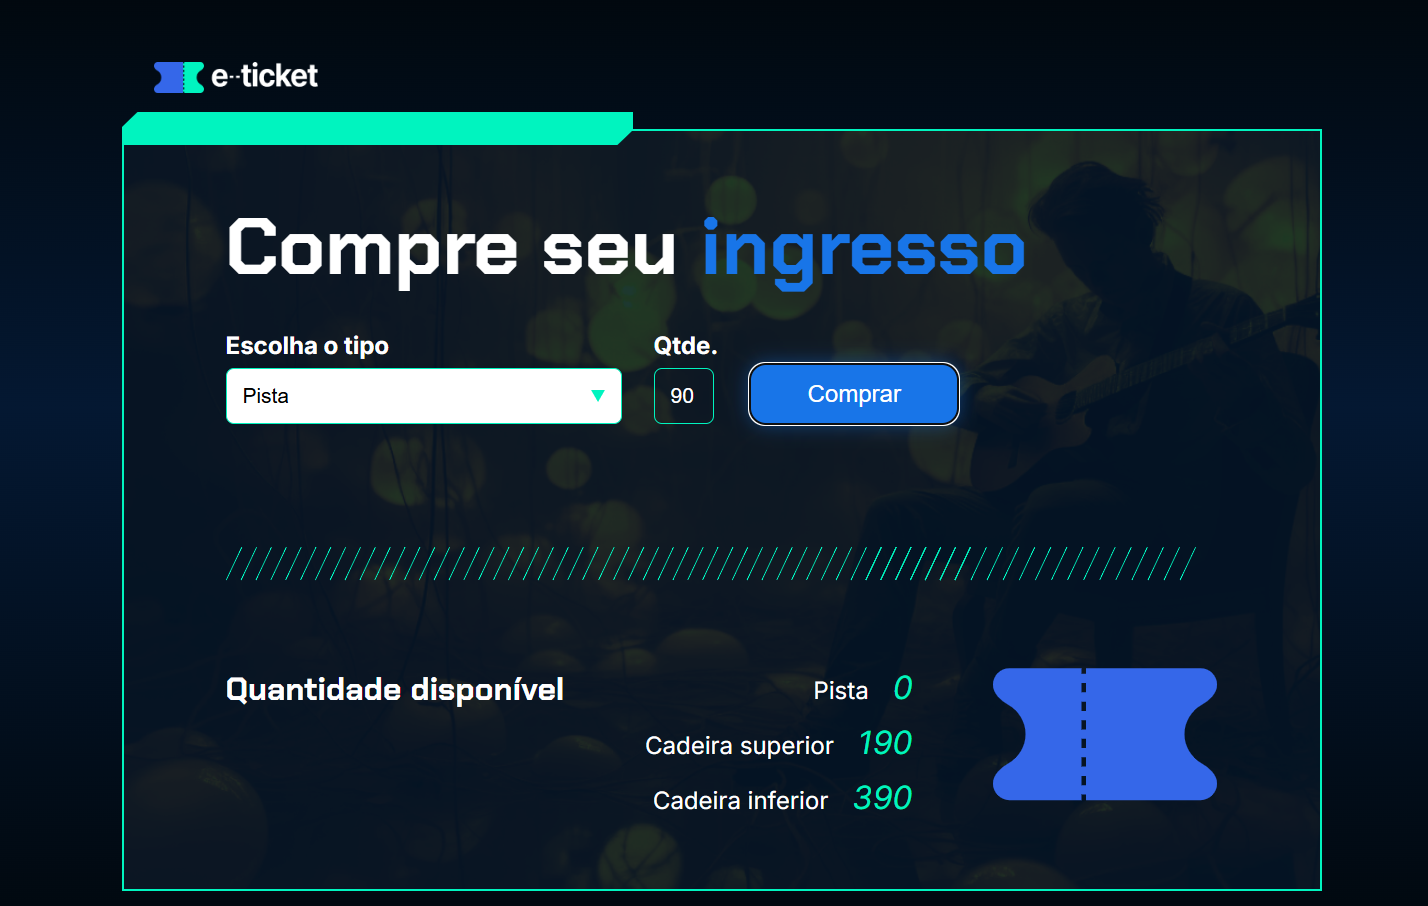 e--ticket
Compre seu ingresso
Escolha o tipo
Qtde.
Pista
90
Comprar
Quantidade disponível
Pista 0
Cadeira superior 190
Cadeira inferior 390